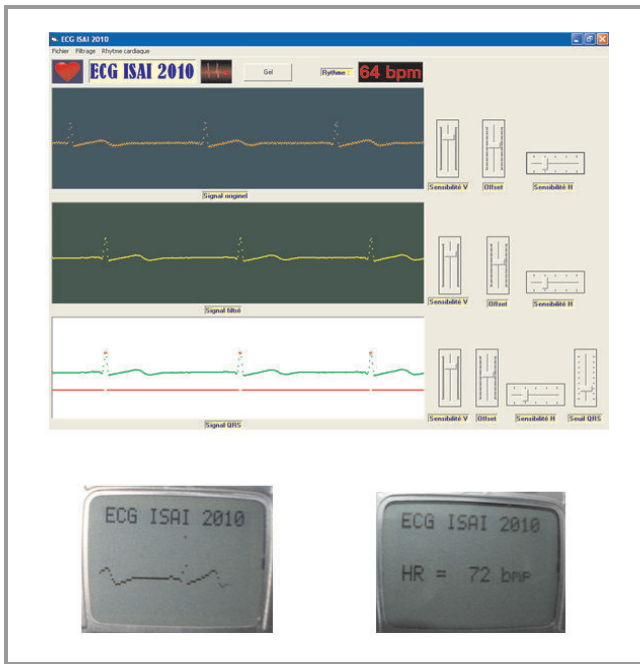 ECG ISAI 2010
Fichier Filtrage Rhytme cardiaque
ECG ISAI 2010 Gel Rythme : 64 bpm
Sensibilité V Offset Sensibilité H
Signal originel
Sensibilité V Offset Sensibilité H
Signal filtré
Sensibilité V Offset Sensibilité H Seuil QRS
Signal QRS
ECG ISAI 2010
ECG ISAI 2010
HR = 72 bmp